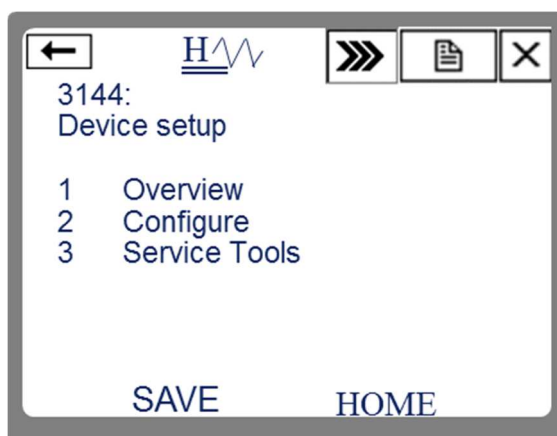 H
3144:
Device setup
1 Overview
2 Configure
3 Service Tools
SAVE HOME